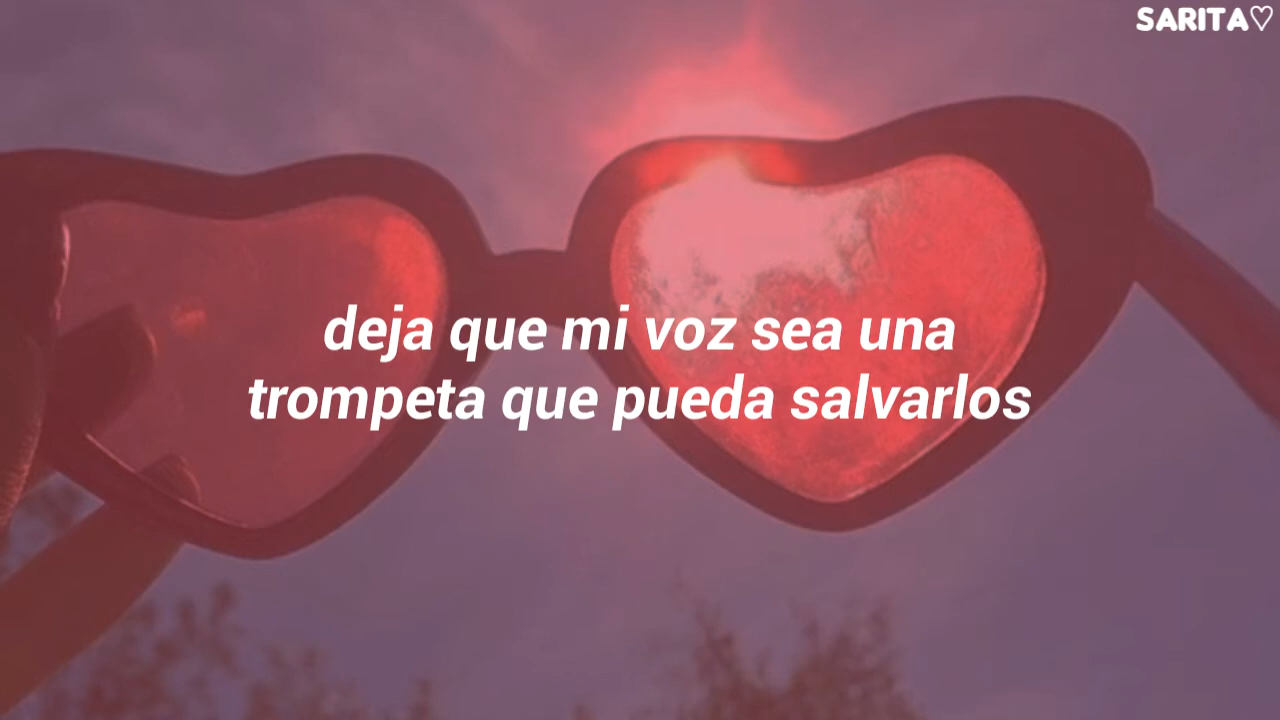 SARITA♡
deja que mi voz sea una
trompeta que pueda salvarlos